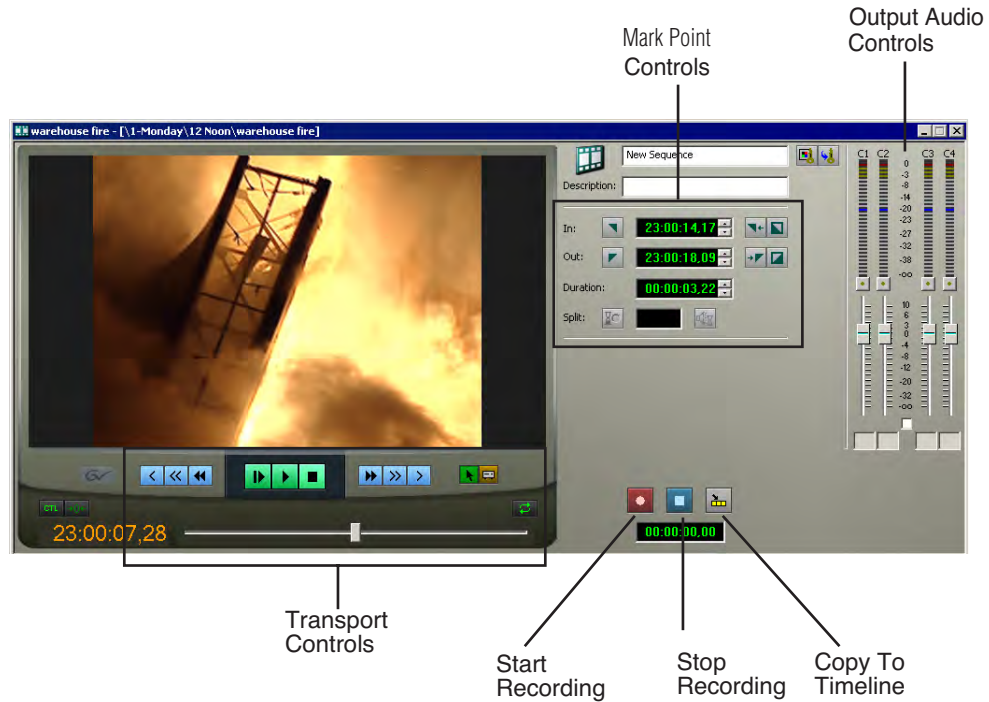 Output Audio
Controls
Mark Point
Controls
warehouse fire - [\1-Monday\12 Noon\warehouse fire]
New Sequence
Description:
In: 23:00:14,17
Out: 23:00:18,09
Duration: 00:00:03,22
Split:
C1 C2 C3 C4
0
-3
-8
-14
-20
-23
-27
-32
-38
-∞
10
6
3
0
-4
-8
-12
-20
-32
-∞
GV
CTL
23:00:07,28
00:00:00,00
Transport
Controls
Start
Recording
Stop
Recording
Copy To
Timeline